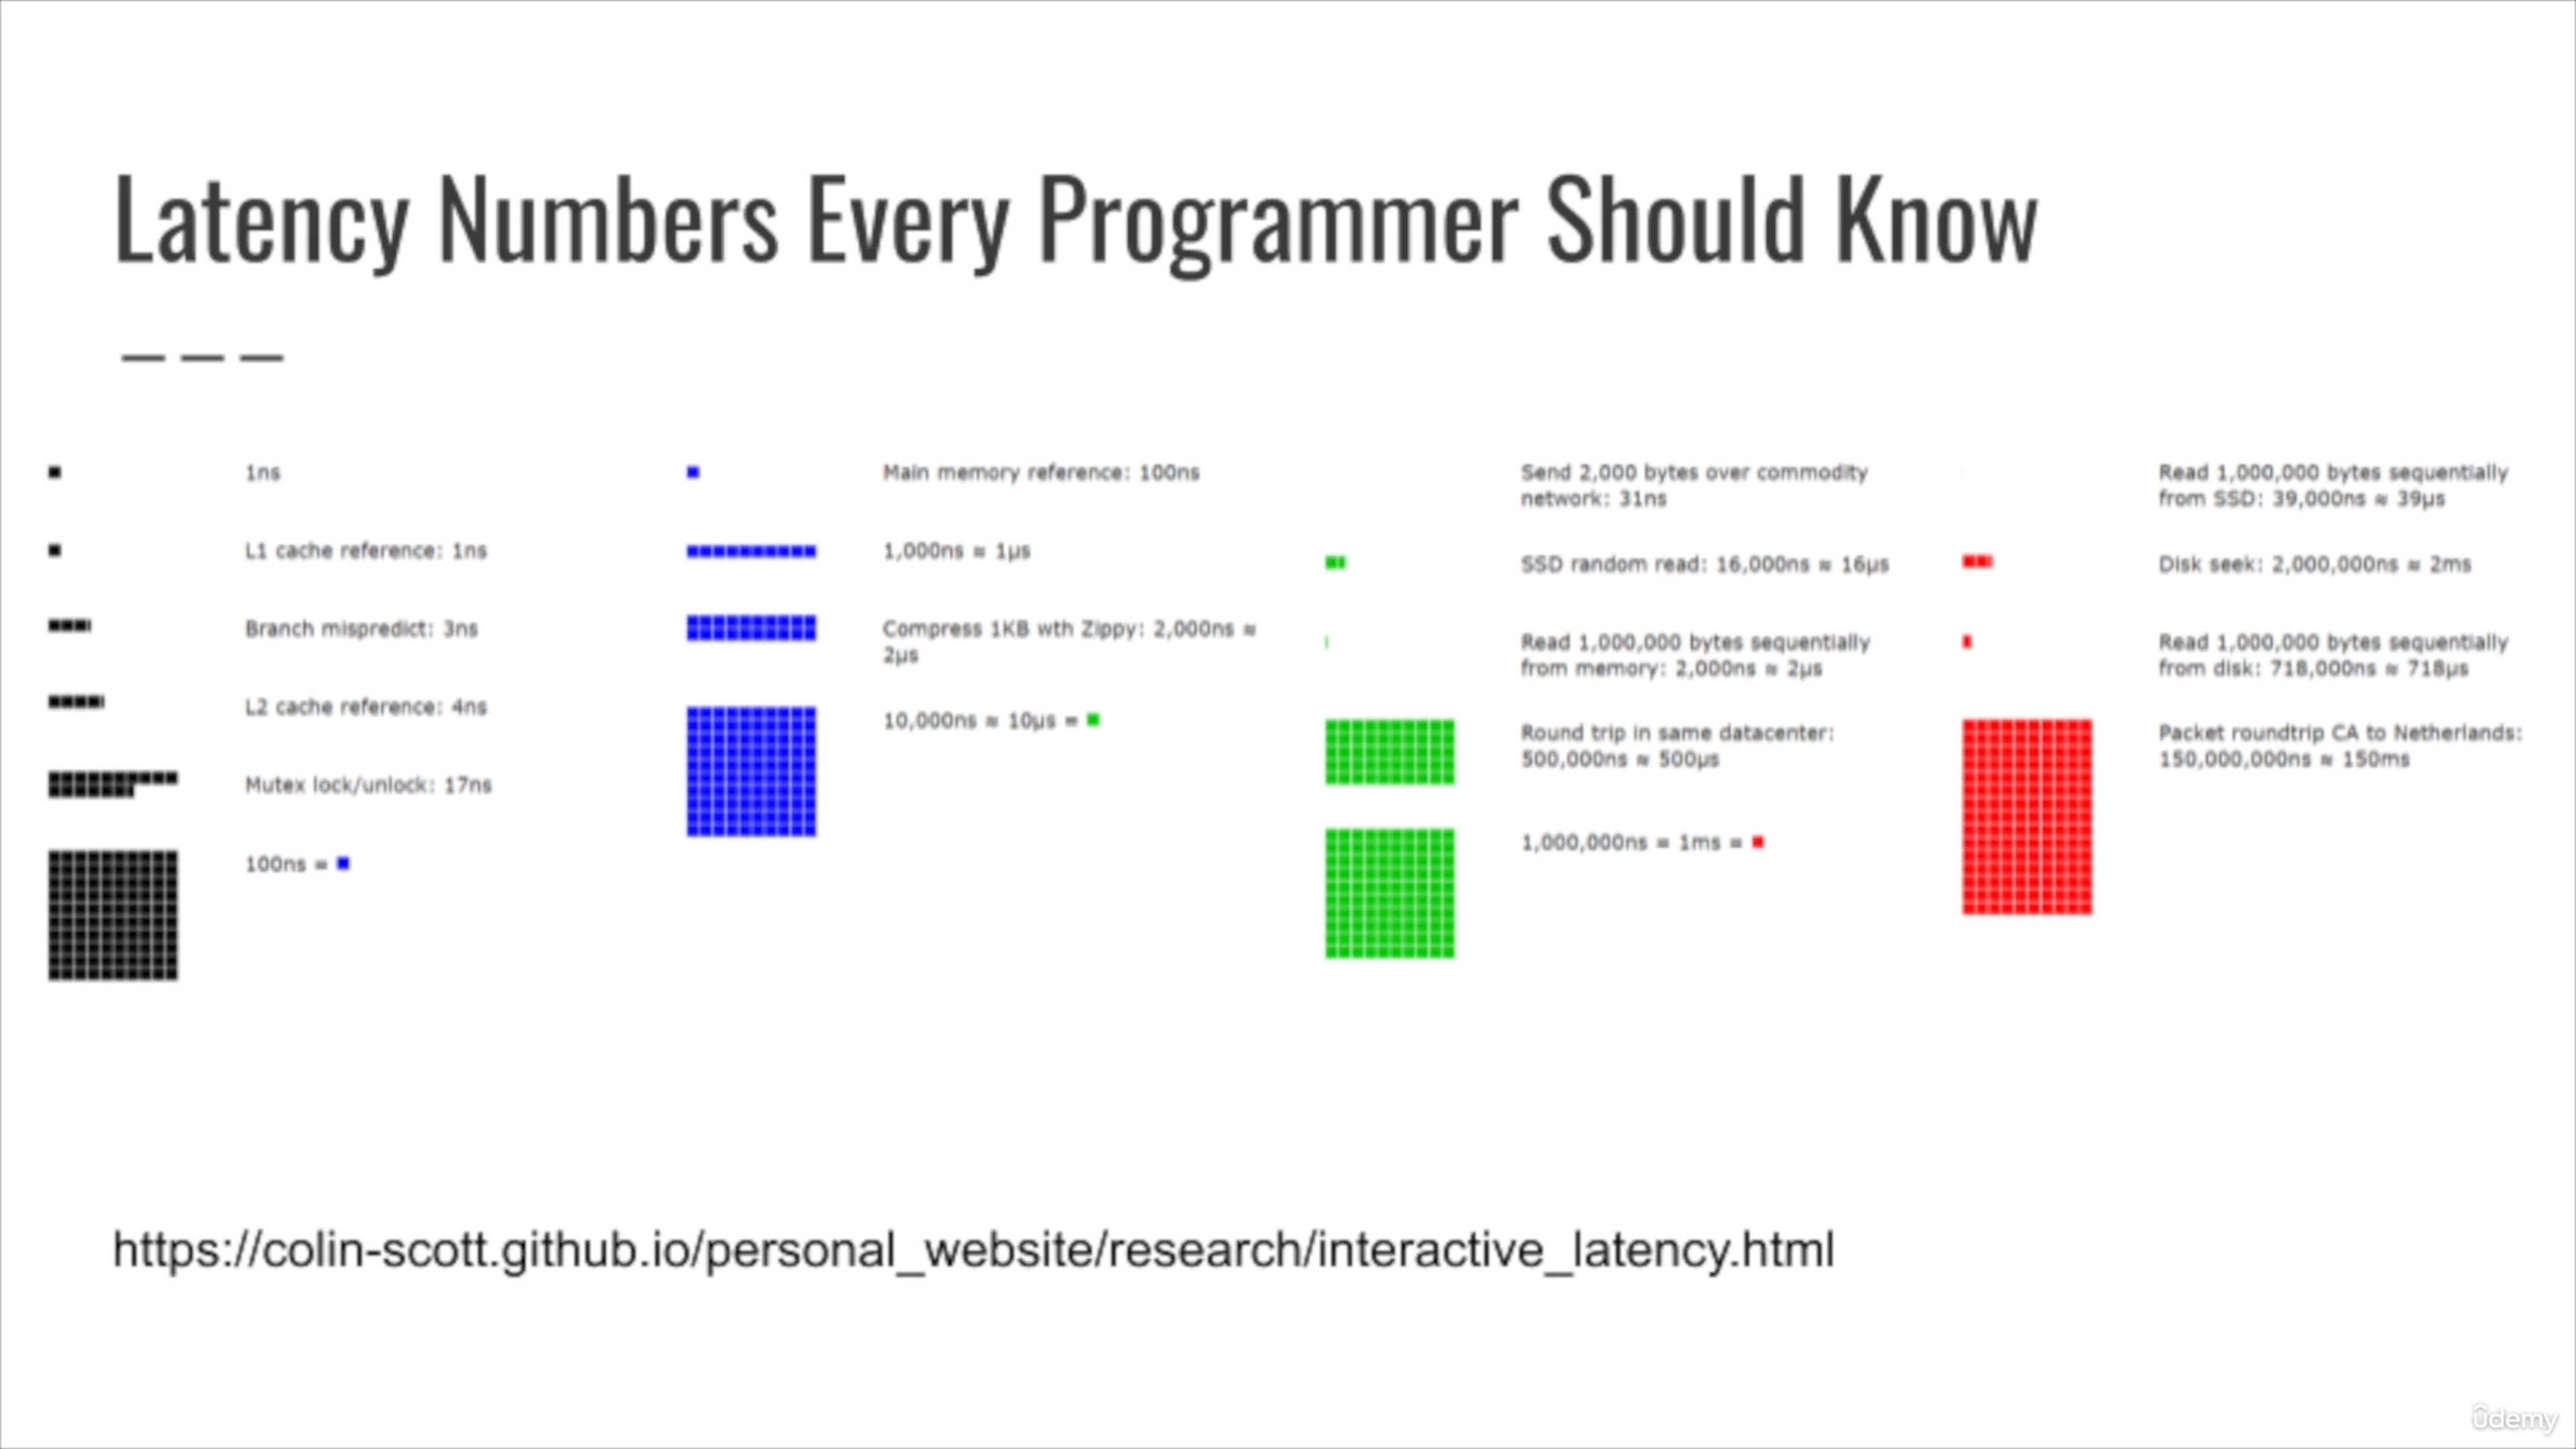 Latency Numbers Every Programmer Should Know
1ns
L1 cache reference: 1ns
Branch mispredict: 3ns
L2 cache reference: 4ns
Mutex lock/unlock: 17ns
100ns =
Main memory reference: 100ns
1,000ns ≈ 1μs
Compress 1KB wth Zippy: 2,000ns ≈
2μs
10,000ns ≈ 10μs =
Send 2,000 bytes over commodity
network: 31ns
SSD random read: 16,000ns ≈ 16μs
Read 1,000,000 bytes sequentially
from memory: 2,000ns ≈ 2μs
Round trip in same datacenter:
500,000ns ≈ 500μs
1,000,000ns = 1ms =
Read 1,000,000 bytes sequentially
from SSD: 39,000ns ≈ 39μs
Disk seek: 2,000,000ns ≈ 2ms
Read 1,000,000 bytes sequentially
from disk: 718,000ns ≈ 718μs
Packet roundtrip CA to Netherlands:
150,000,000ns ≈ 150ms
https://colin-scott.github.io/personal_website/research/interactive_latency.html
udemy